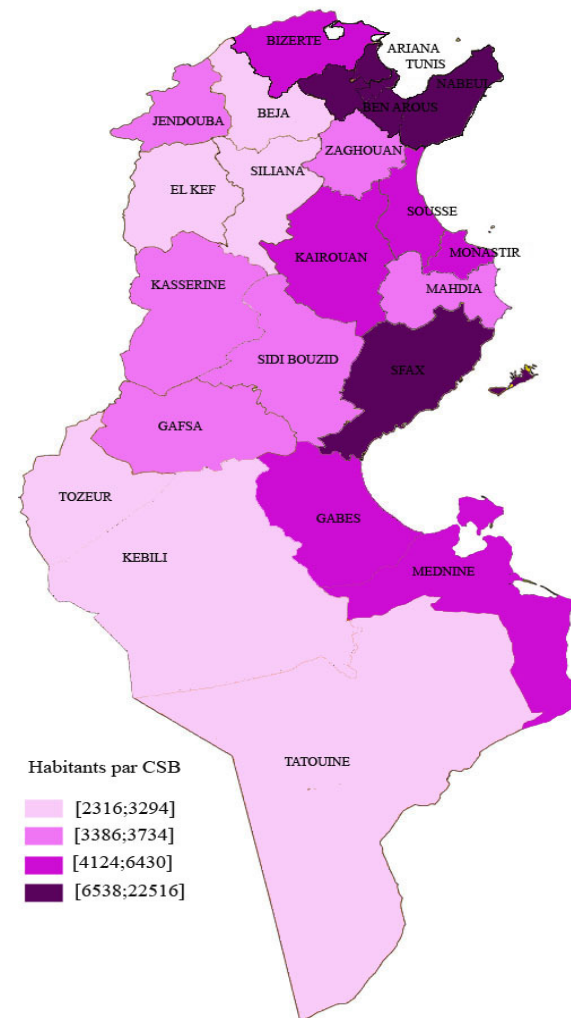 BIZERTE
ARIANA
TUNIS
NABEUL
BEJA
BEN AROUS
JENDOUBA
ZAGHOUAN
SILIANA
EL KEF
SOUSSE
MONASTIR
KAIROUAN
KASSERINE
MAHDIA
SIDI BOUZID
SFAX
GAFSA
TOZEUR
GABES
KEBILI
MEDNINE
TATOUINE
Habitants par CSB
[2316;3294]
[3386;3734]
[4124;6430]
[6538;22516]